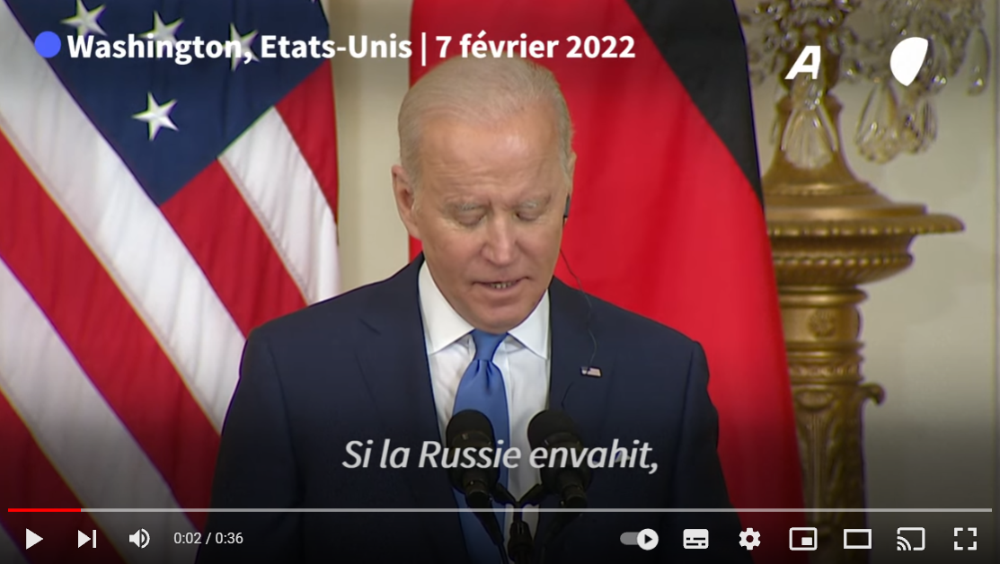 Washington, Etats-Unis | 7 février 2022
A
Si la Russie envahit,
0:02 / 0:36